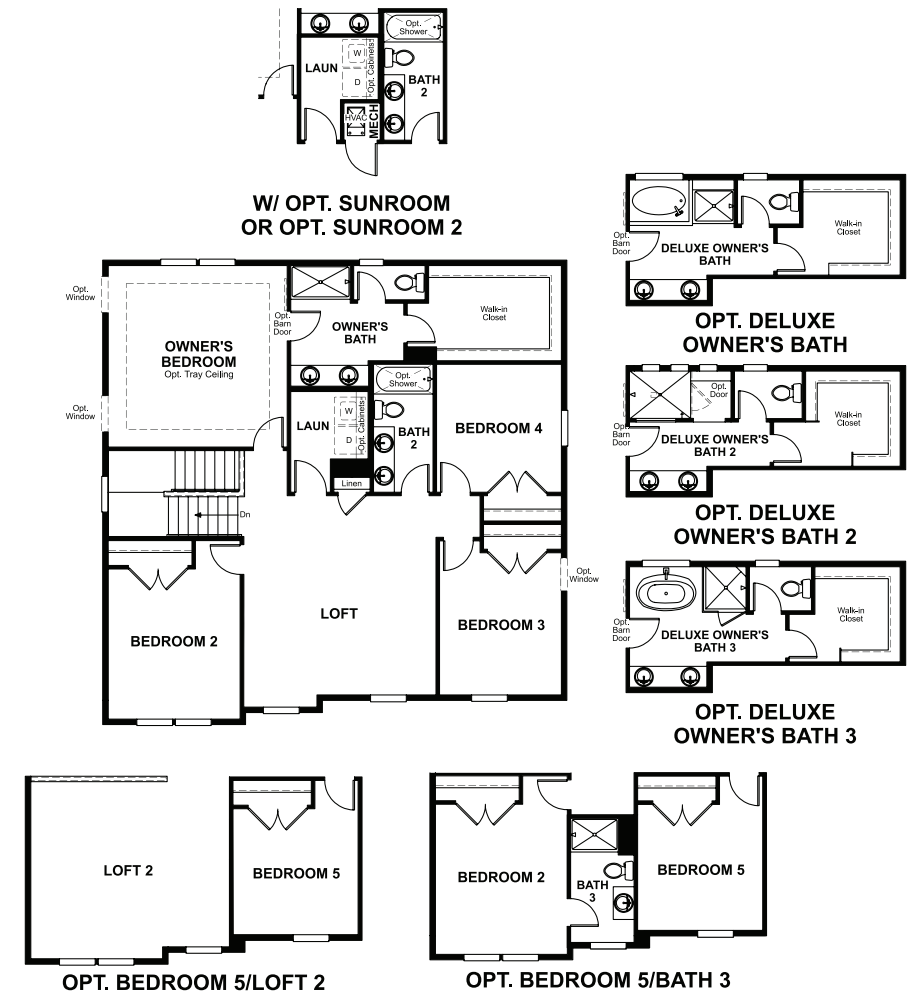 Opt.
Shower
W
LAUN
Opt. Cabinets
D
BATH
2
HVAC
MECH
W/ OPT. SUNROOM
OR OPT. SUNROOM 2
Opt.
Window
Opt.
Window
OWNER'S
BEDROOM
Opt. Tray Ceiling
Opt.
Barn
Door
OWNER'S
BATH
Walk-in
Closet
Opt.
Shower
W
LAUN
Opt. Cabinets
D
BATH
2
Linen
BEDROOM 4
Dn
BEDROOM 2
LOFT
BEDROOM 3
Opt.
Window
Opt.
Barn
Door
DELUXE OWNER'S
BATH
Walk-in
Closet
OPT. DELUXE
OWNER'S BATH
Opt.
Door
Opt.
Barn
Door
DELUXE OWNER'S
BATH 2
Walk-in
Closet
OPT. DELUXE
OWNER'S BATH 2
Opt.
Barn
Door
DELUXE OWNER'S
BATH 3
Walk-in
Closet
OPT. DELUXE
OWNER'S BATH 3
LOFT 2
BEDROOM 5
OPT. BEDROOM 5/LOFT 2
BEDROOM 2
BATH
3
BEDROOM 5
OPT. BEDROOM 5/BATH 3